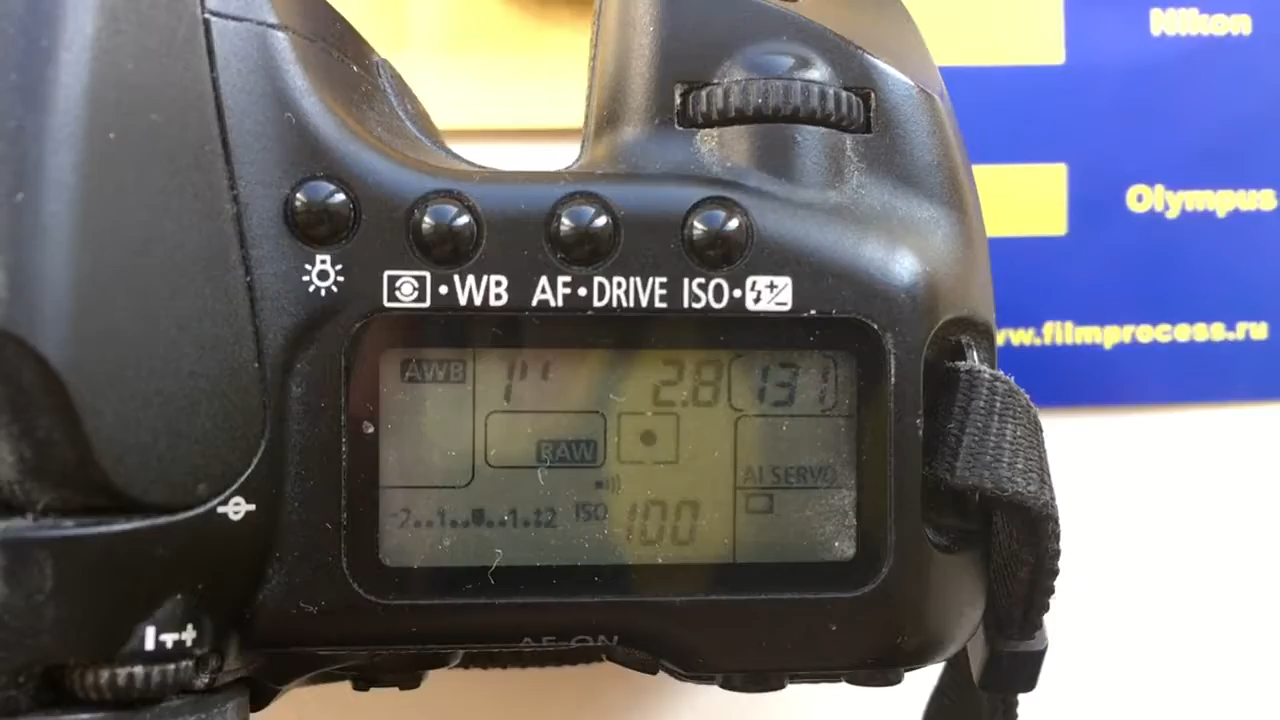 Nikon
Olympus
ww.filmprocess.ru
WB AF•DRIVE ISO•
AWB 1" 2.8 131
RAW
AI SERVO
-2..1..0..1.:2 ISO 100
AF-ON